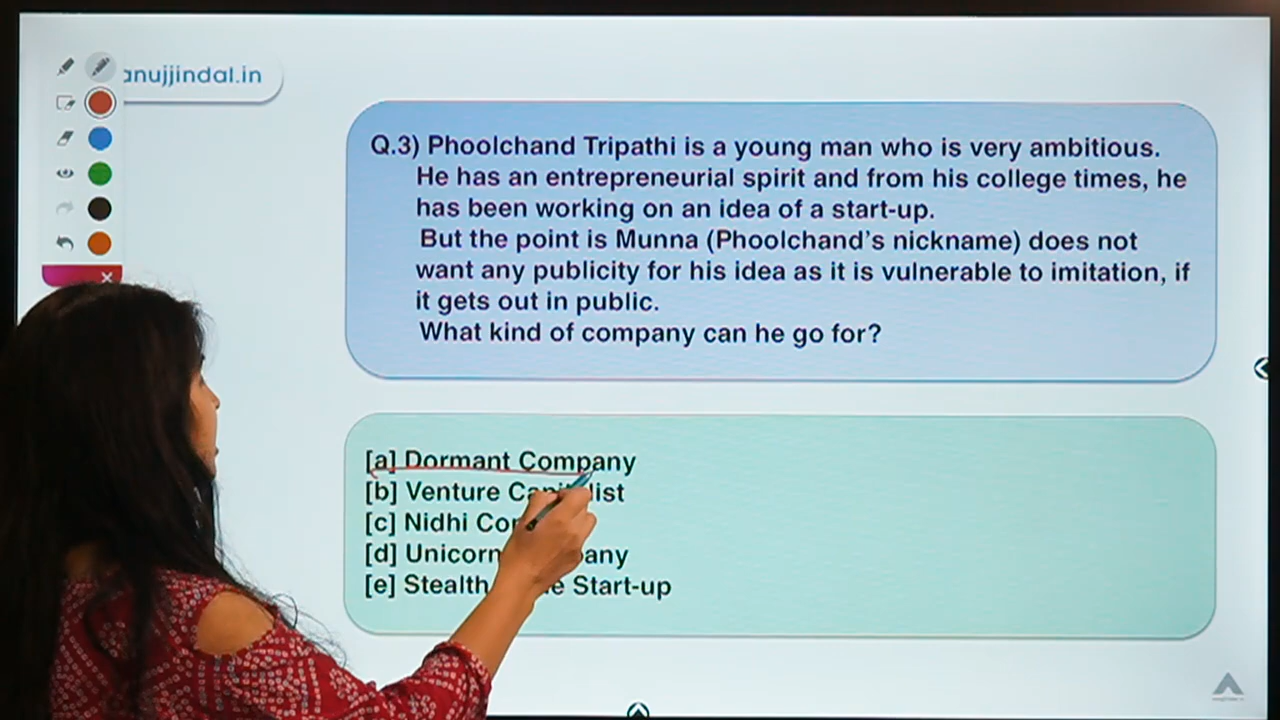 anujjindal.in
Q.3) Phoolchand Tripathi is a young man who is very ambitious.
He has an entrepreneurial spirit and from his college times, he
has been working on an idea of a start-up.
But the point is Munna (Phoolchand's nickname) does not
want any publicity for his idea as it is vulnerable to imitation, if
it gets out in public.
What kind of company can he go for?
[a] Dormant Company
[b] Venture list
[c] Nidhi
[d] Unicorn
[e] Stealth Start-up